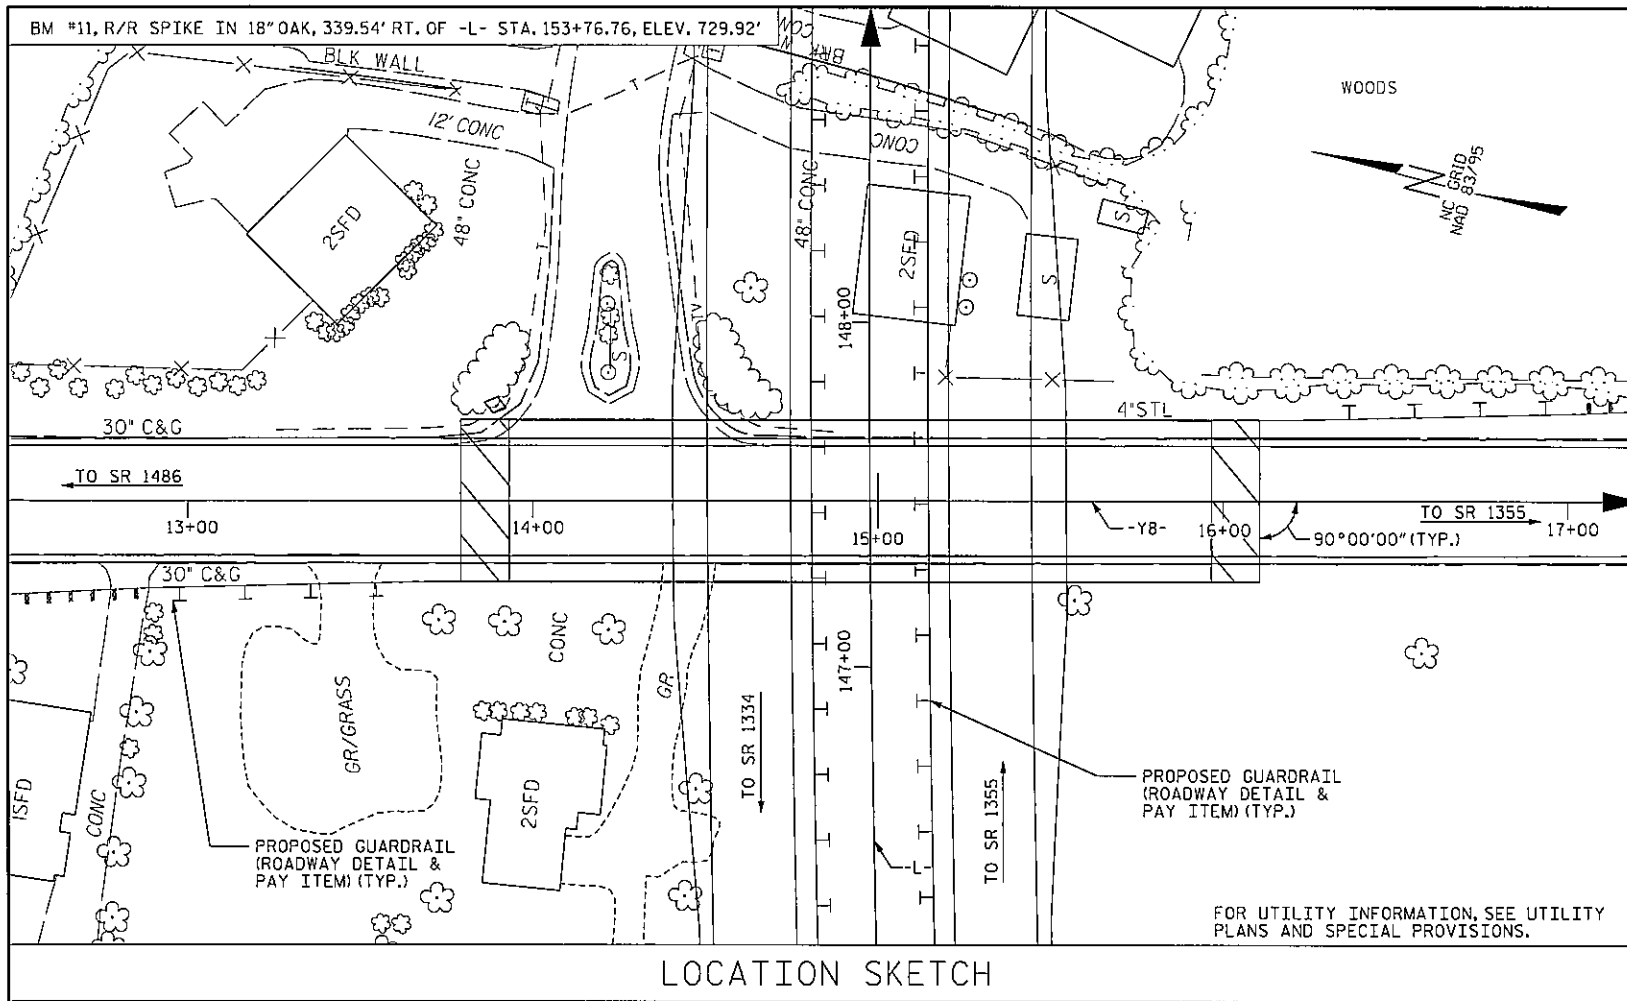 BM #11, R/R SPIKE IN 18" OAK, 339.54' RT. OF -L- STA. 153+76.76, ELEV. 729.92'
BLK WALL
CON
BRK
WOODS
12' CONC
CONC
NC GRID
NAD 83/95
48" CONC
48" CONC
2SFD
2SFD
S
S
S
148+00
4"STL
30" C&G
TO SR 1486
TO SR 1355
13+00
14+00
15+00
-Y8-
16+00
90°00'00" (TYP.)
17+00
30" C&G
CONC
147+00
GR/GRASS
GR
TO SR 1334
TO SR 1355
1SFD
CONC
2SFD
PROPOSED GUARDRAIL
(ROADWAY DETAIL &
PAY ITEM) (TYP.)
PROPOSED GUARDRAIL
(ROADWAY DETAIL &
PAY ITEM) (TYP.)
-L-
FOR UTILITY INFORMATION, SEE UTILITY
PLANS AND SPECIAL PROVISIONS.
LOCATION SKETCH